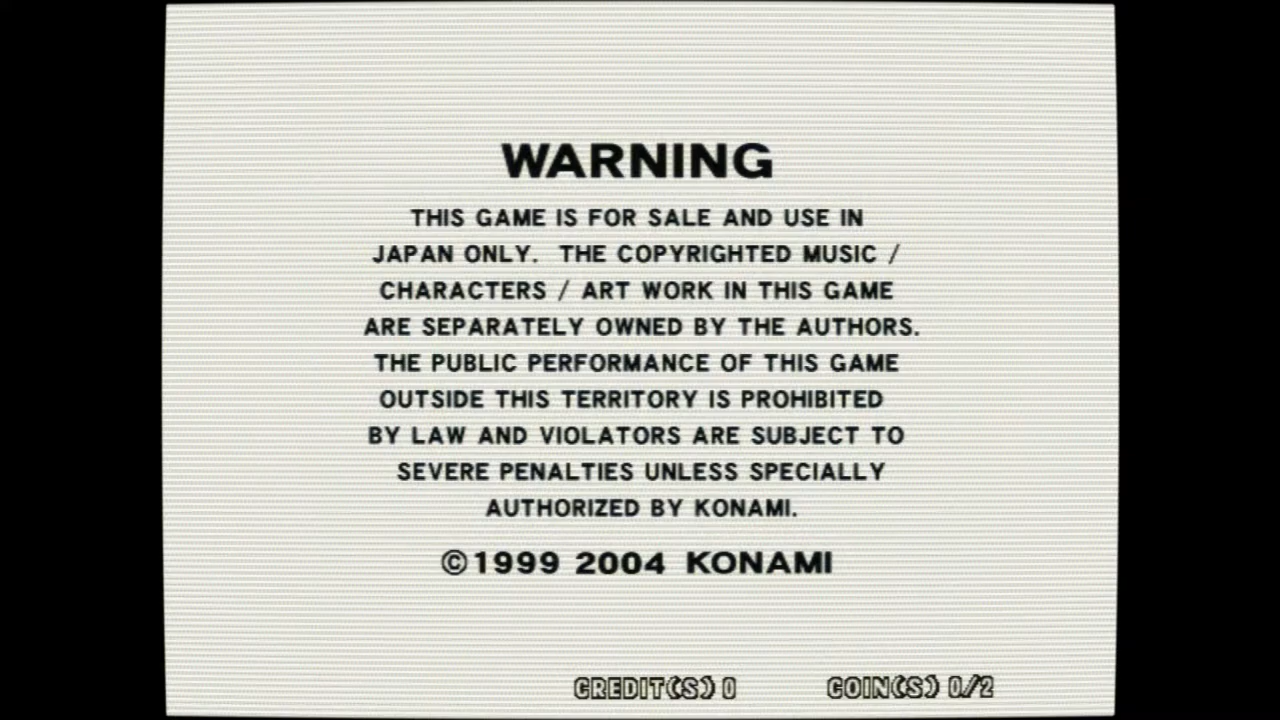 WARNING
THIS GAME IS FOR SALE AND USE IN
JAPAN ONLY. THE COPYRIGHTED MUSIC /
CHARACTERS / ART WORK IN THIS GAME
ARE SEPARATELY OWNED BY THE AUTHORS.
THE PUBLIC PERFORMANCE OF THIS GAME
OUTSIDE THIS TERRITORY IS PROHIBITED
BY LAW AND VIOLATORS ARE SUBJECT TO
SEVERE PENALTIES UNLESS SPECIALLY
AUTHORIZED BY KONAMI.
©1999 2004 KONAMI
CREDIT(S) 0 COIN(S) 0/2